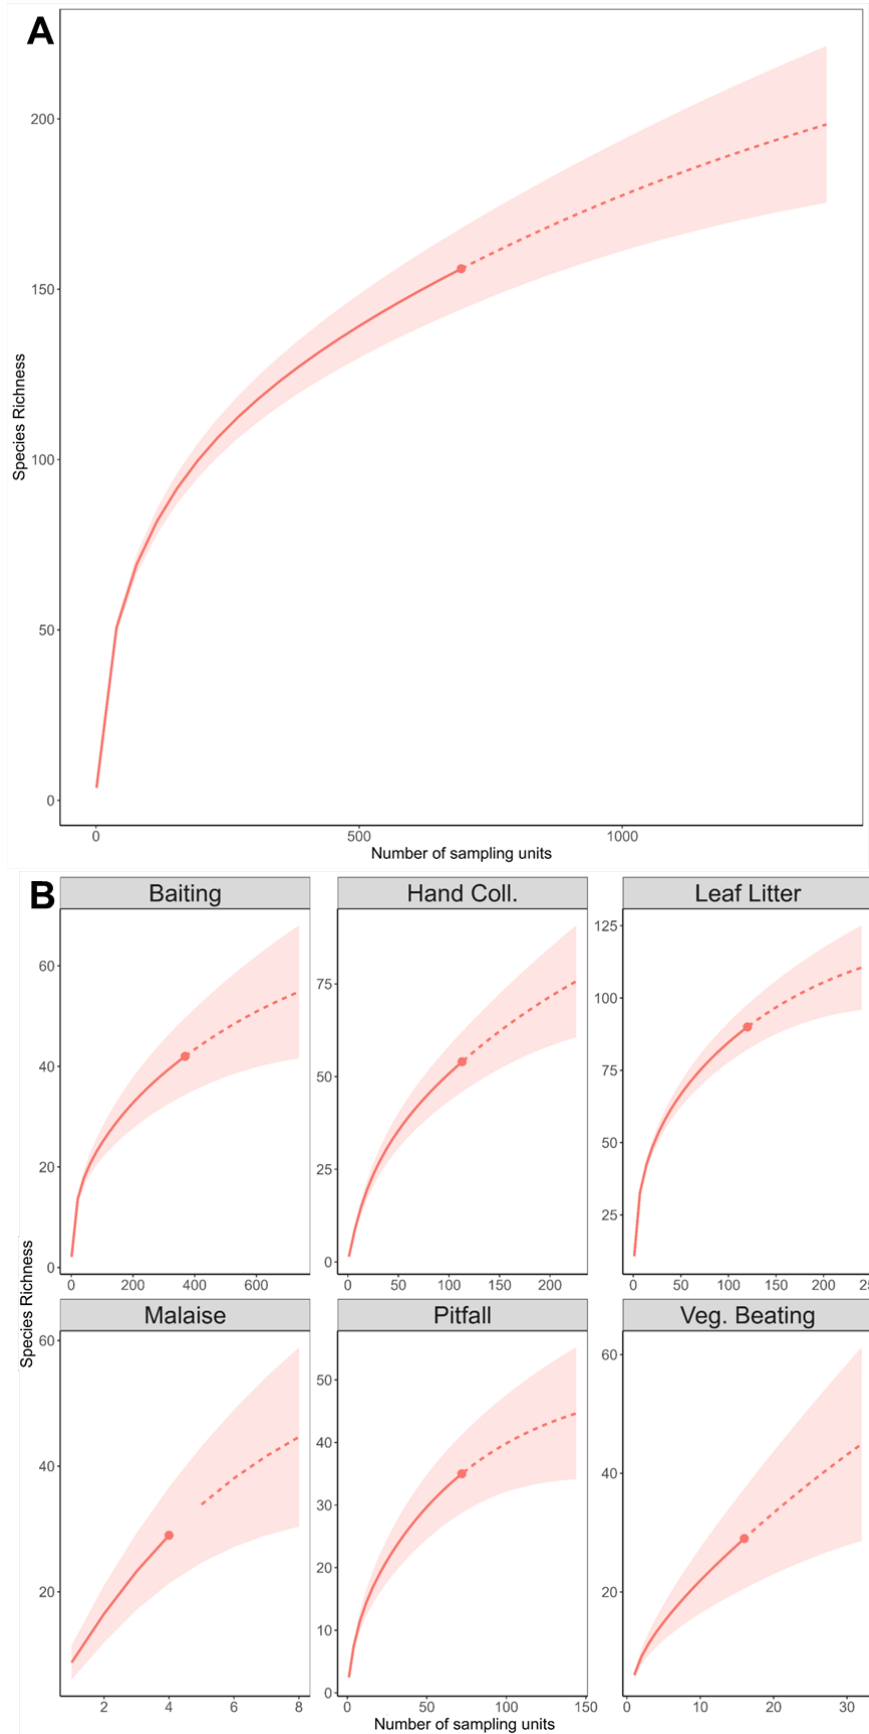 A
200
150
100
50
0
Species Richness
0 500 1000
Number of sampling units
B
Baiting Hand Coll. Leaf Litter
60
40
20
0
75
50
25
0
125
100
75
50
25
0 200 400 600
0 50 100 150 200
0 50 100 150 200
Species Richness
Malaise Pitfall Veg. Beating
60
40
20
50
40
30
20
10
0
60
40
20
2 4 6 8
0 50 100 150
0 10 20 30
Number of sampling units